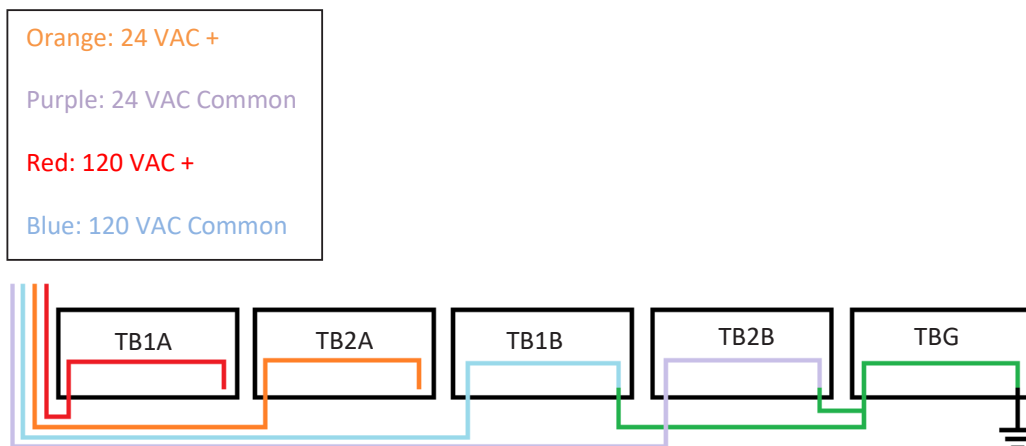 Orange: 24 VAC +
Purple: 24 VAC Common
Red: 120 VAC +
Blue: 120 VAC Common
TB1A TB2A TB1B TB2B TBG